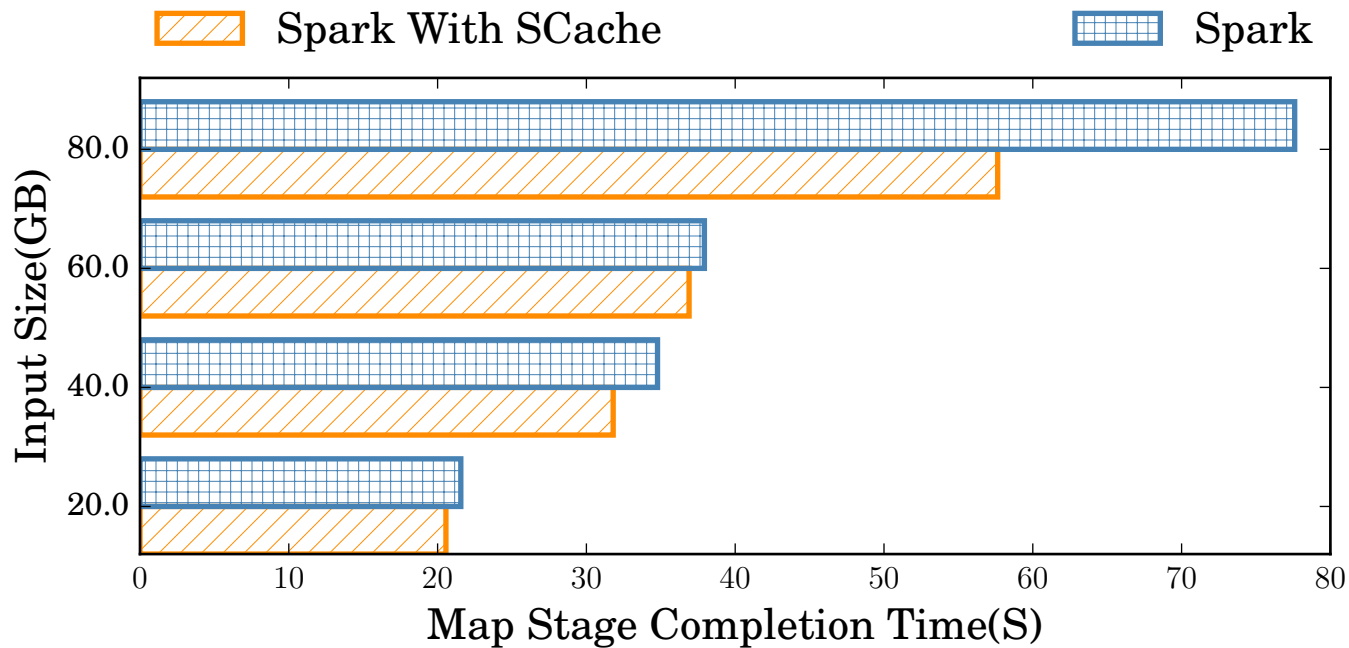 Spark With SCache
Spark
Input Size(GB)
80.0
60.0
40.0
20.0
0 10 20 30 40 50 60 70 80
Map Stage Completion Time(S)